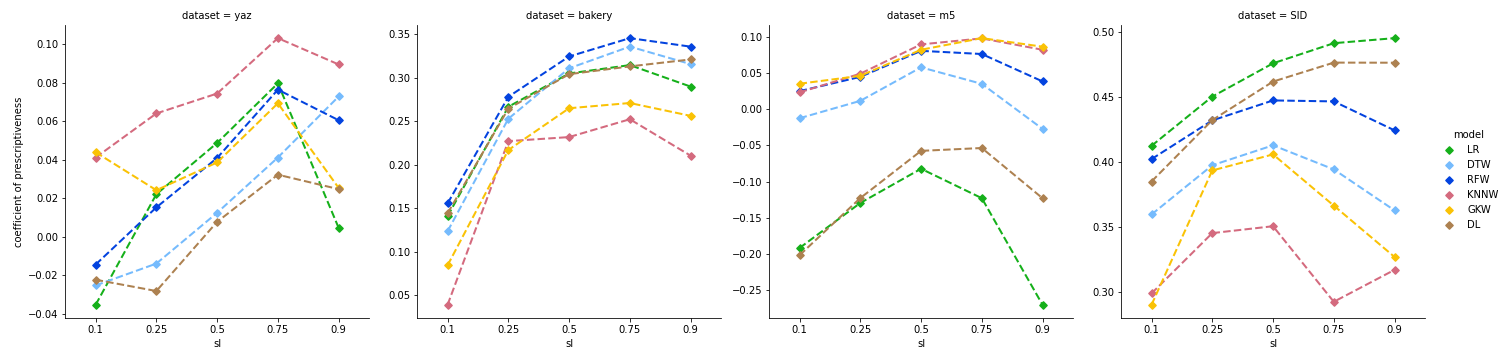 dataset = yaz
dataset = bakery
dataset = m5
dataset = SID
coefficient of prescriptiveness
0.10
0.08
0.06
0.04
0.02
0.00
−0.02
−0.04
0.1 0.25 0.5 0.75 0.9
sl
0.35
0.30
0.25
0.20
0.15
0.10
0.05
0.1 0.25 0.5 0.75 0.9
sl
0.10
0.05
0.00
−0.05
−0.10
−0.15
−0.20
−0.25
0.1 0.25 0.5 0.75 0.9
sl
0.50
0.45
0.40
0.35
0.30
0.1 0.25 0.5 0.75 0.9
sl
model
LR
DTW
RFW
KNNW
GKW
DL